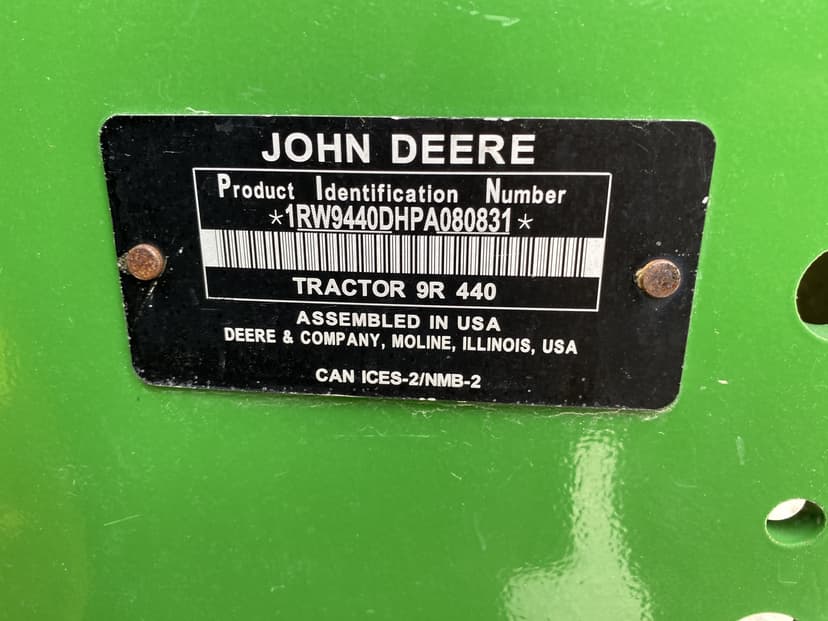 JOHN DEERE
Product Identification Number
*1RW9440DHPA080831*
TRACTOR 9R 440
ASSEMBLED IN USA
DEERE & COMPANY, MOLINE, ILLINOIS, USA
CAN ICES-2/NMB-2